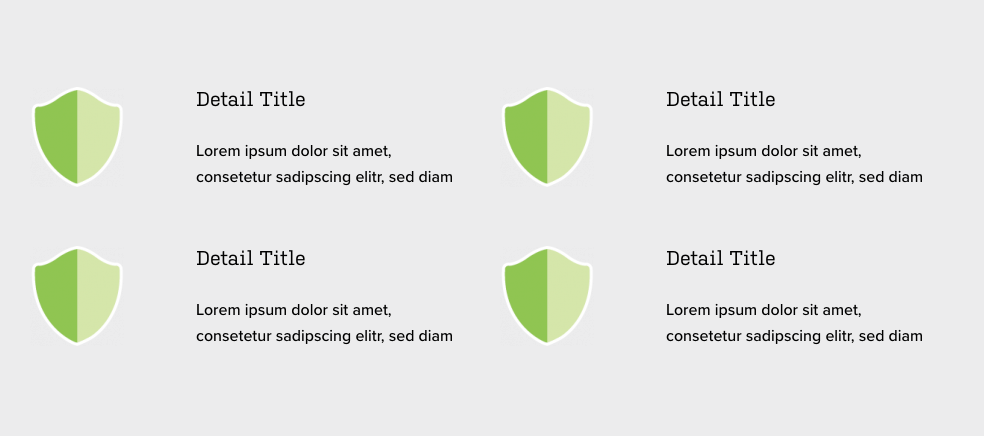 Detail Title
Lorem ipsum dolor sit amet,
consetetur sadipscing elitr, sed diam
Detail Title
Lorem ipsum dolor sit amet,
consetetur sadipscing elitr, sed diam
Detail Title
Lorem ipsum dolor sit amet,
consetetur sadipscing elitr, sed diam
Detail Title
Lorem ipsum dolor sit amet,
consetetur sadipscing elitr, sed diam